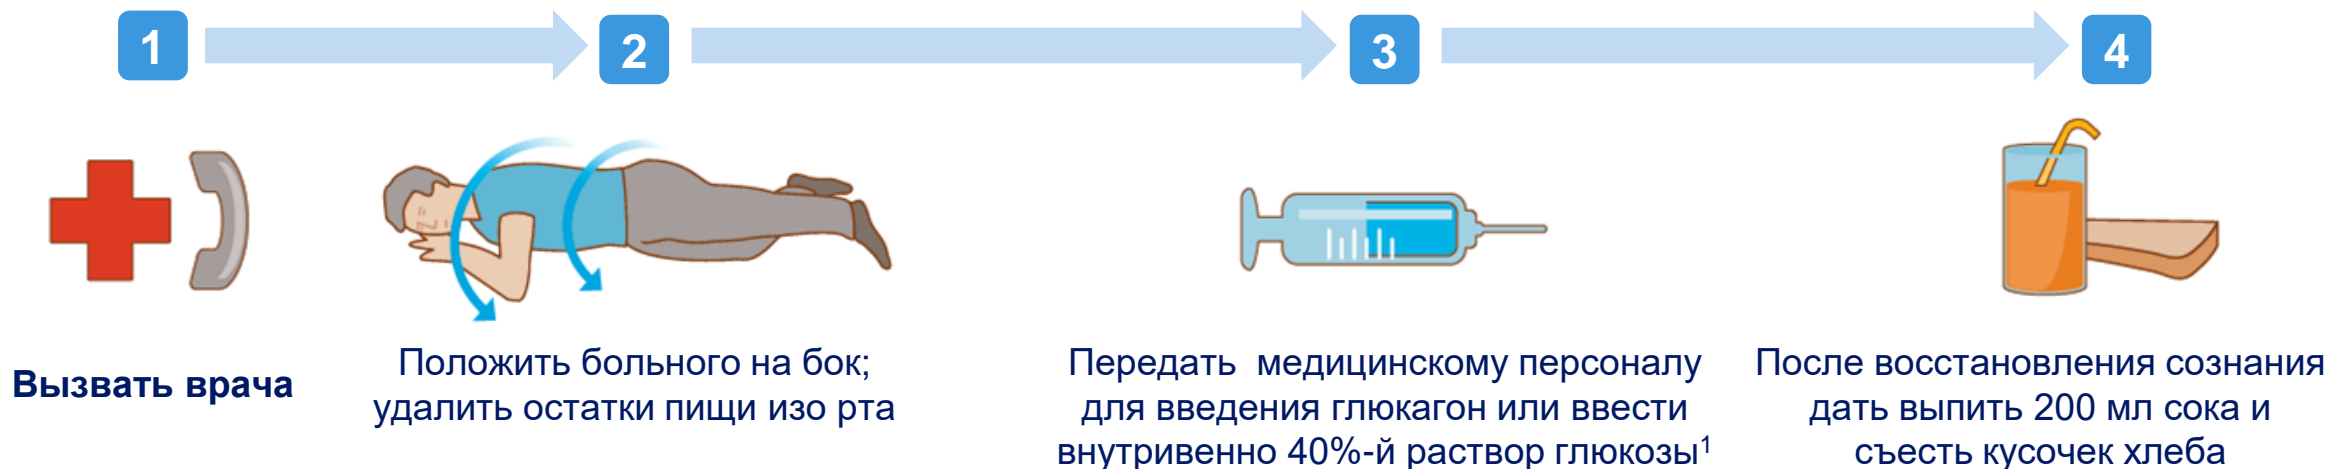 1
2
3
4
Вызвать врача
Положить больного на бок;
удалить остатки пищи изо рта
Передать  медицинскому персоналу
для введения глюкагон или ввести
внутривенно 40%-й раствор глюкозы¹
После восстановления сознания
дать выпить 200 мл сока и
съесть кусочек хлеба